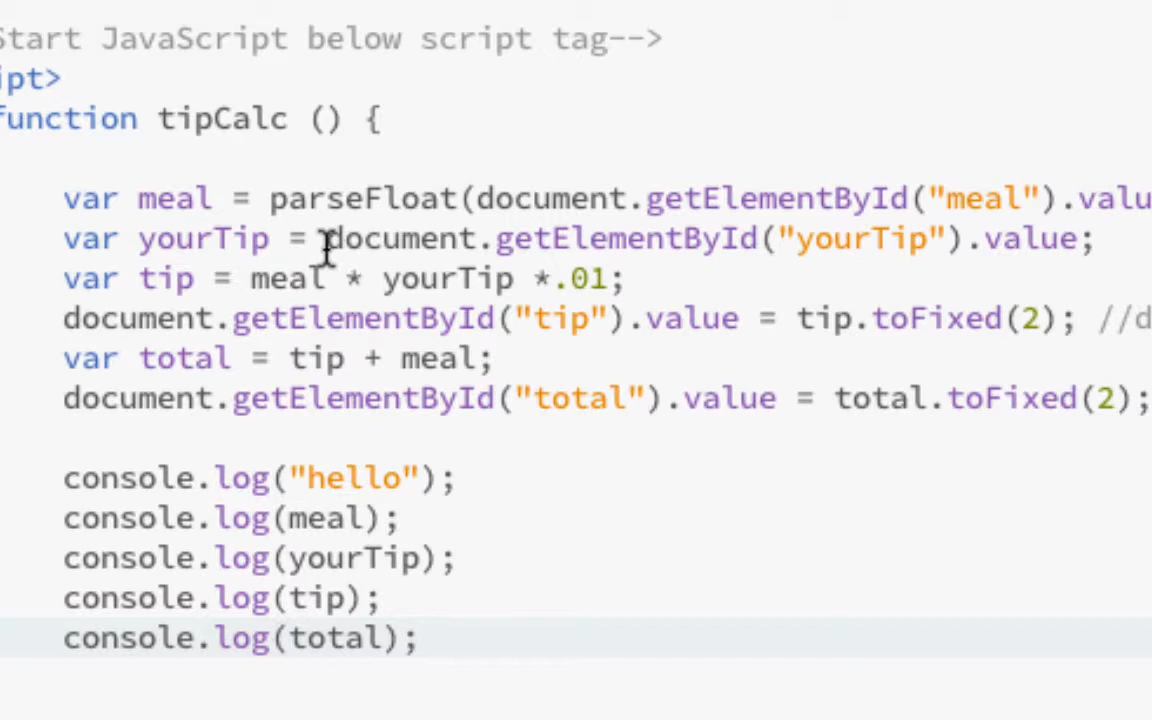 Start JavaScript below script tag-->
ipt>
function tipCalc () {
var meal = parseFloat(document.getElementById("meal").valu
var yourTip = document.getElementById("yourTip").value;
var tip = meal * yourTip *.01;
document.getElementById("tip").value = tip.toFixed(2); //d
var total = tip + meal;
document.getElementById("total").value = total.toFixed(2);
console.log("hello");
console.log(meal);
console.log(yourTip);
console.log(tip);
console.log(total);